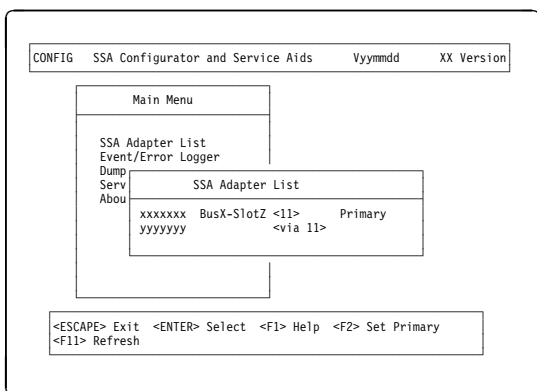 CONFIG SSA Configurator and Service Aids Vyymmdd XX Version
Main Menu
SSA Adapter List
Event/Error Logger
Dump
Serv
Abou
SSA Adapter List
xxxxxxx BusX-SlotZ <11> Primary
yyyyyyy <via 11>
<ESCAPE> Exit <ENTER> Select <F1> Help <F2> Set Primary
<F11> Refresh